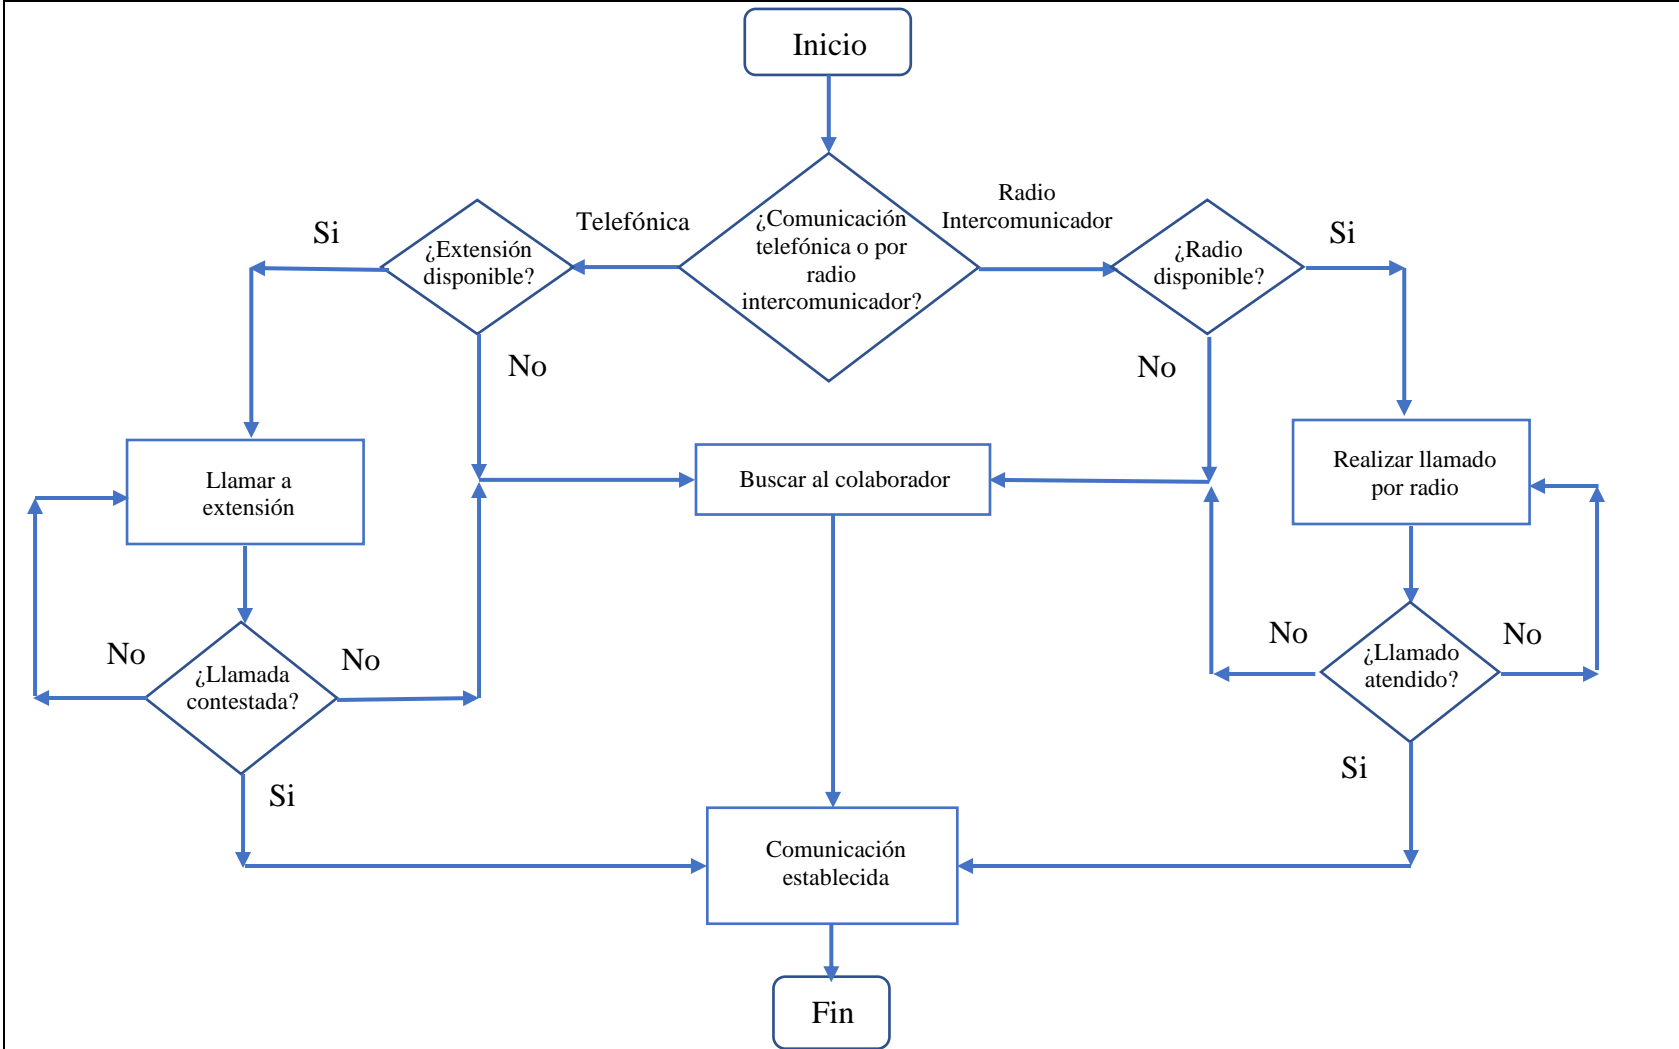 Inicio
Radio
Intercomunicador
Telefónica
Si
Si
¿Comunicación
telefónica o por
radio
intercomunicador?
¿Extensión
disponible?
¿Radio
disponible?
No
No
Llamar a
extensión
Buscar al colaborador
Realizar llamado
por radio
No
No
No
No
¿Llamada
contestada?
¿Llamado
atendido?
Si
Si
Comunicación
establecida
Fin